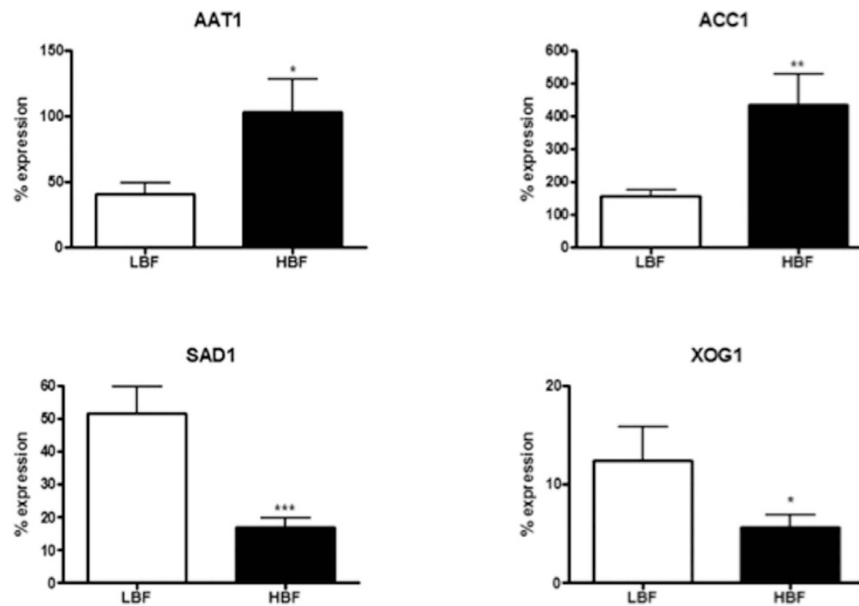 AAT1
% expression
150
100
50
0
*
LBF HBF
ACC1
% expression
600
500
400
300
200
100
0
**
LBF HBF
SAD1
% expression
60
50
40
30
20
10
0
***
LBF HBF
XOG1
% expression
20
10
0
*
LBF HBF